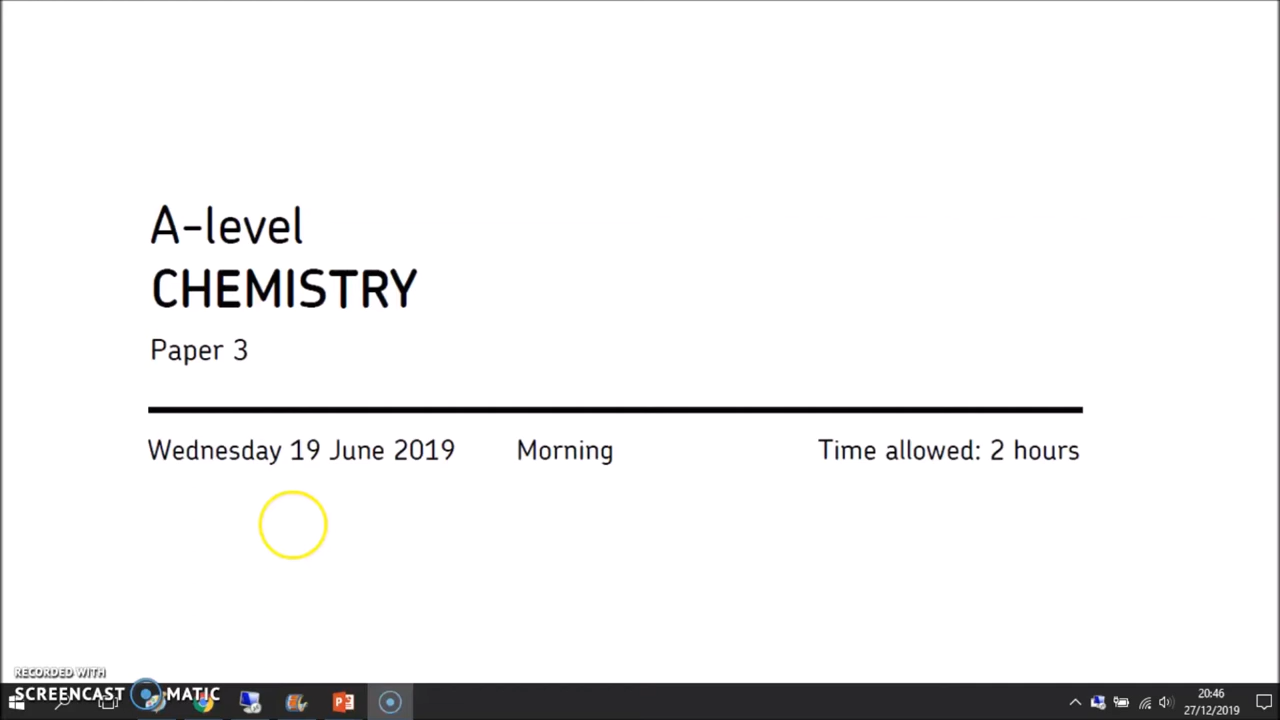 A-level
CHEMISTRY
Paper 3
Wednesday 19 June 2019 Morning Time allowed: 2 hours
RECORDED WITH
SCREENCAST MATIC
20:46
27/12/2019